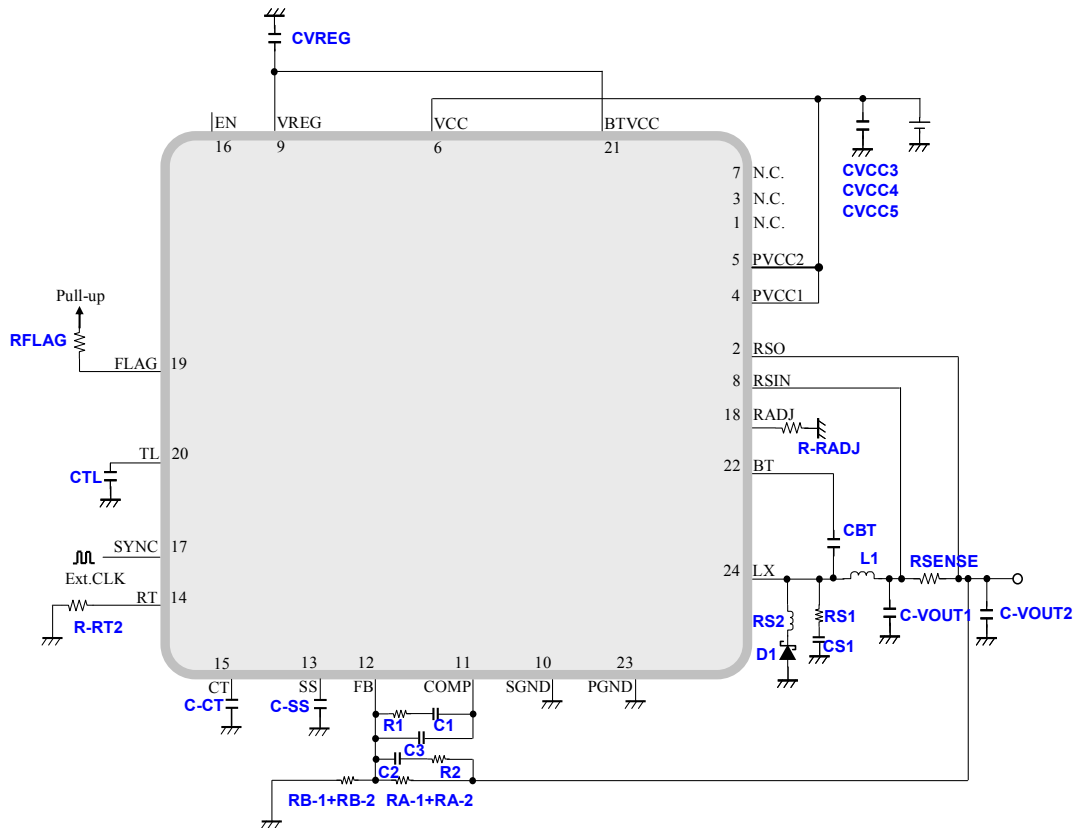 CVREG
EN
VREG
VCC
BTVCC
16
9
6
21
CVCC3
CVCC4
CVCC5
7 N.C.
3 N.C.
1 N.C.
5 PVCC2
4 PVCC1
Pull-up
RFLAG
FLAG 19
2 RSO
8 RSIN
18 RADJ
R-RADJ
TL 20
CTL
22 BT
CBT
SYNC 17
Ext.CLK
L1
RSENSE
24 LX
RT 14
R-RT2
RS2
RS1
C-VOUT1
C-VOUT2
D1
CS1
15
13
12
11
10
23
CT
SS
FB
COMP
SGND
PGND
C-CT
C-SS
R1
C1
C3
C2
R2
RB-1+RB-2
RA-1+RA-2